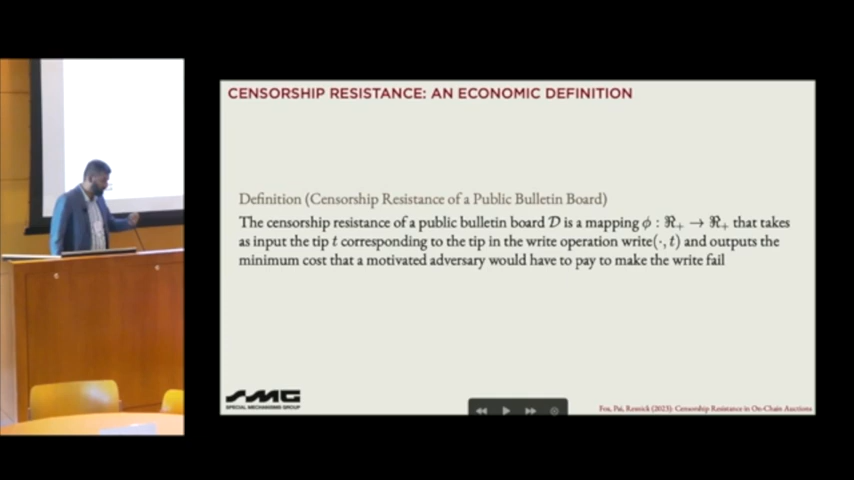 CENSORSHIP RESISTANCE: AN ECONOMIC DEFINITION
Definition (Censorship Resistance of a Public Bulletin Board)
The censorship resistance of a public bulletin board D is a mapping ϕ : ℜ₊ → ℜ₊ that takes
as input the tip t corresponding to the tip in the write operation write(·, t) and outputs the
minimum cost that a motivated adversary would have to pay to make the write fail
SMG
SPECIAL MECHANISMS GROUP
Fox, Pai, Resnick (2023): Censorship Resistance in On-Chain Auctions